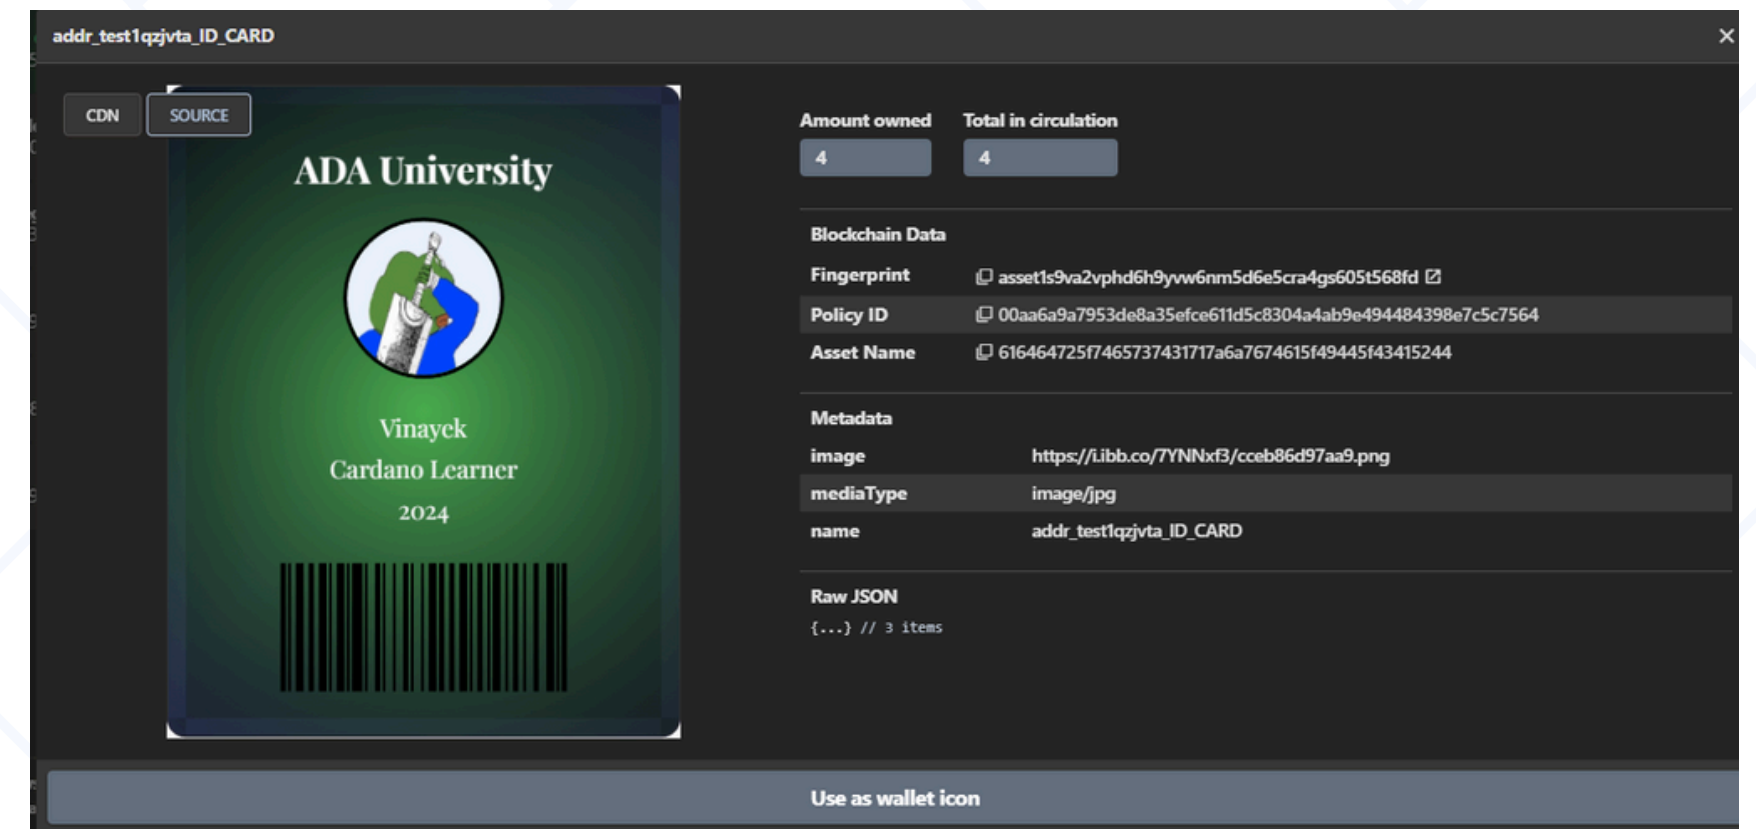 addr_test1qzjvta_ID_CARD
CDN
SOURCE
ADA University
Vinayek
Cardano Learner
2024
Amount owned Total in circulation
4 4
Blockchain Data
Fingerprint asset1s9va2vphd6h9yvw6nm5d6e5cra4gs605t568fd
Policy ID 00aa6a9a7953de8a35efce611d5c8304a4ab9e494484398e7c5c7564
Asset Name 616464725f7465737431717a6a7674615f49445f43415244
Metadata
image https://i.ibb.co/7YNNxf3/cceb86d97aa9.png
mediaType image/jpg
name addr_test1qzjvta_ID_CARD
Raw JSON
{...} // 3 items
Use as wallet icon